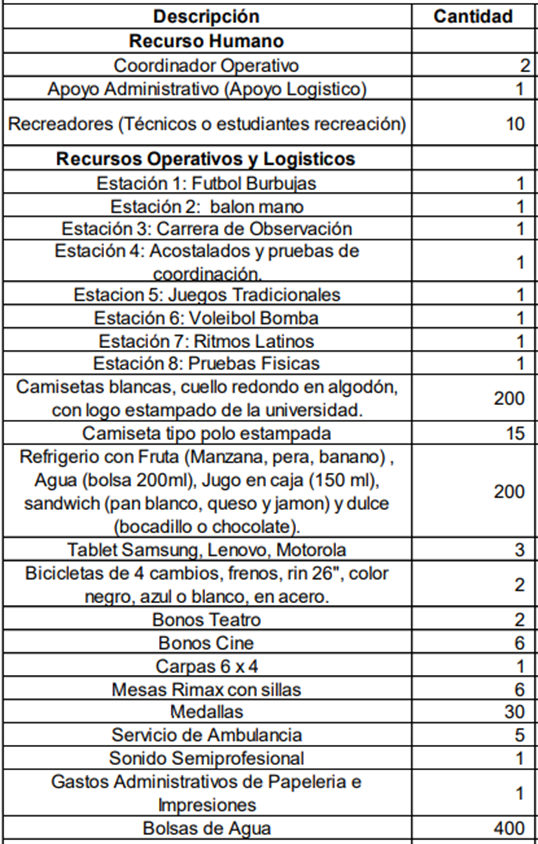 Descripción Cantidad
Recurso Humano
Coordinador Operativo 2
Apoyo Administrativo (Apoyo Logistico) 1
Recreadores (Técnicos o estudiantes recreación) 10
Recursos Operativos y Logisticos
Estación 1: Futbol Burbujas 1
Estación 2: balon mano 1
Estación 3: Carrera de Observación 1
Estación 4: Acostalados y pruebas de
coordinación. 1
Estacion 5: Juegos Tradicionales 1
Estación 6: Voleibol Bomba 1
Estación 7: Ritmos Latinos 1
Estación 8: Pruebas Fisicas 1
Camisetas blancas, cuello redondo en algodón,
con logo estampado de la universidad. 200
Camiseta tipo polo estampada 15
Refrigerio con Fruta (Manzana, pera, banano) ,
Agua (bolsa 200ml), Jugo en caja (150 ml),
sandwich (pan blanco, queso y jamon) y dulce
(bocadillo o chocolate). 200
Tablet Samsung, Lenovo, Motorola 3
Bicicletas de 4 cambios, frenos, rin 26", color
negro, azul o blanco, en acero. 2
Bonos Teatro 2
Bonos Cine 6
Carpas 6 x 4 1
Mesas Rimax con sillas 6
Medallas 30
Servicio de Ambulancia 5
Sonido Semiprofesional 1
Gastos Administrativos de Papeleria e
Impresiones 1
Bolsas de Agua 400